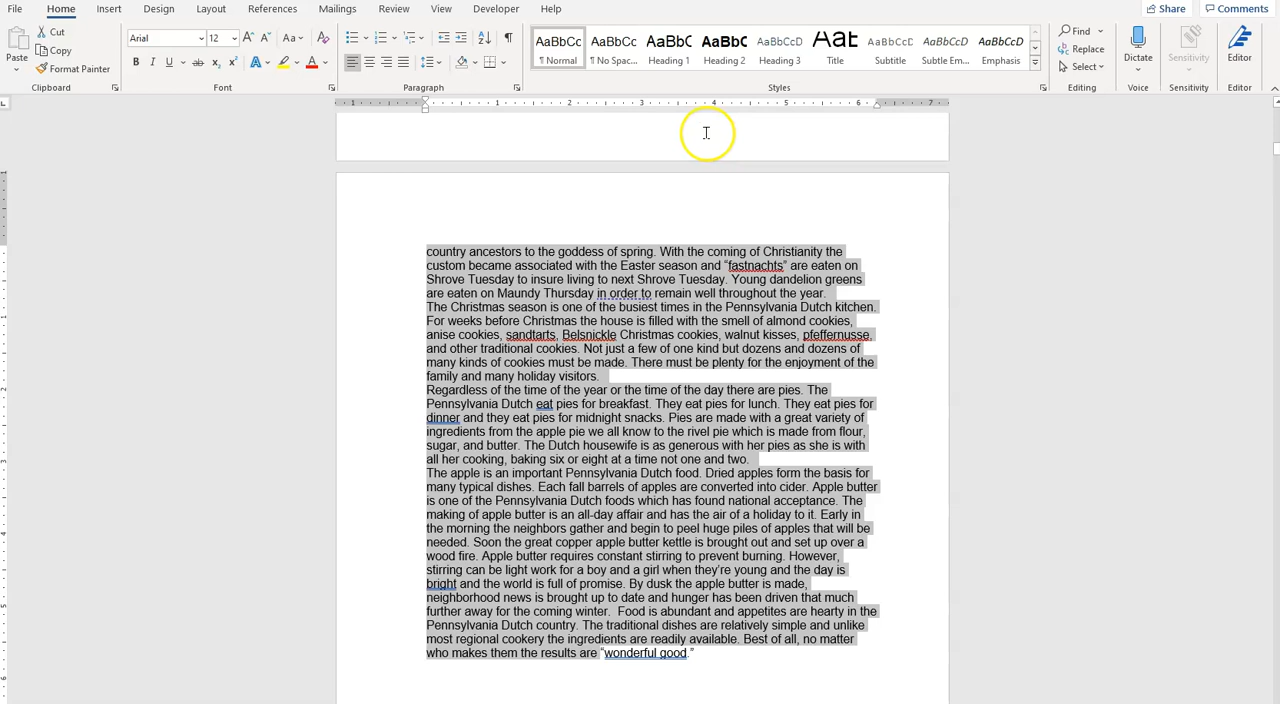 File Home Insert Design Layout References Mailings Review View Developer Help Share Comments
Paste Cut Copy Format Painter Clipboard
Arial 12 Aa
B I U ab x₂ x² A A Font
Paragraph
AaBbCc AaBbCc AaBbC AaBbC AaBbCcD AaB AaBbCcD AaBbCcD AaBbCcD
¶ Normal ¶ No Spac... Heading 1 Heading 2 Heading 3 Title Subtitle Subtle Em... Emphasis
Styles
Find Replace Select Editing
Dictate Voice
Sensitivity Sensitivity
Editor Editor
1 1 2 3 4 5 6 7
country ancestors to the goddess of spring. With the coming of Christianity the
custom became associated with the Easter season and “fastnachts” are eaten on
Shrove Tuesday to insure living to next Shrove Tuesday. Young dandelion greens
are eaten on Maundy Thursday in order to remain well throughout the year.
The Christmas season is one of the busiest times in the Pennsylvania Dutch kitchen.
For weeks before Christmas the house is filled with the smell of almond cookies,
anise cookies, sandtarts, Belsnickle Christmas cookies, walnut kisses, pfeffernusse,
and other traditional cookies. Not just a few of one kind but dozens and dozens of
many kinds of cookies must be made. There must be plenty for the enjoyment of the
family and many holiday visitors.
Regardless of the time of the year or the time of the day there are pies. The
Pennsylvania Dutch eat pies for breakfast. They eat pies for lunch. They eat pies for
dinner and they eat pies for midnight snacks. Pies are made with a great variety of
ingredients from the apple pie we all know to the rivel pie which is made from flour,
sugar, and butter. The Dutch housewife is as generous with her pies as she is with
all her cooking, baking six or eight at a time not one and two.
The apple is an important Pennsylvania Dutch food. Dried apples form the basis for
many typical dishes. Each fall barrels of apples are converted into cider. Apple butter
is one of the Pennsylvania Dutch foods which has found national acceptance. The
making of apple butter is an all-day affair and has the air of a holiday to it. Early in
the morning the neighbors gather and begin to peel huge piles of apples that will be
needed. Soon the great copper apple butter kettle is brought out and set up over a
wood fire. Apple butter requires constant stirring to prevent burning. However,
stirring can be light work for a boy and a girl when they’re young and the day is
bright and the world is full of promise. By dusk the apple butter is made,
neighborhood news is brought up to date and hunger has been driven that much
further away for the coming winter. Food is abundant and appetites are hearty in the
Pennsylvania Dutch country. The traditional dishes are relatively simple and unlike
most regional cookery the ingredients are readily available. Best of all, no matter
who makes them the results are “wonderful good.”